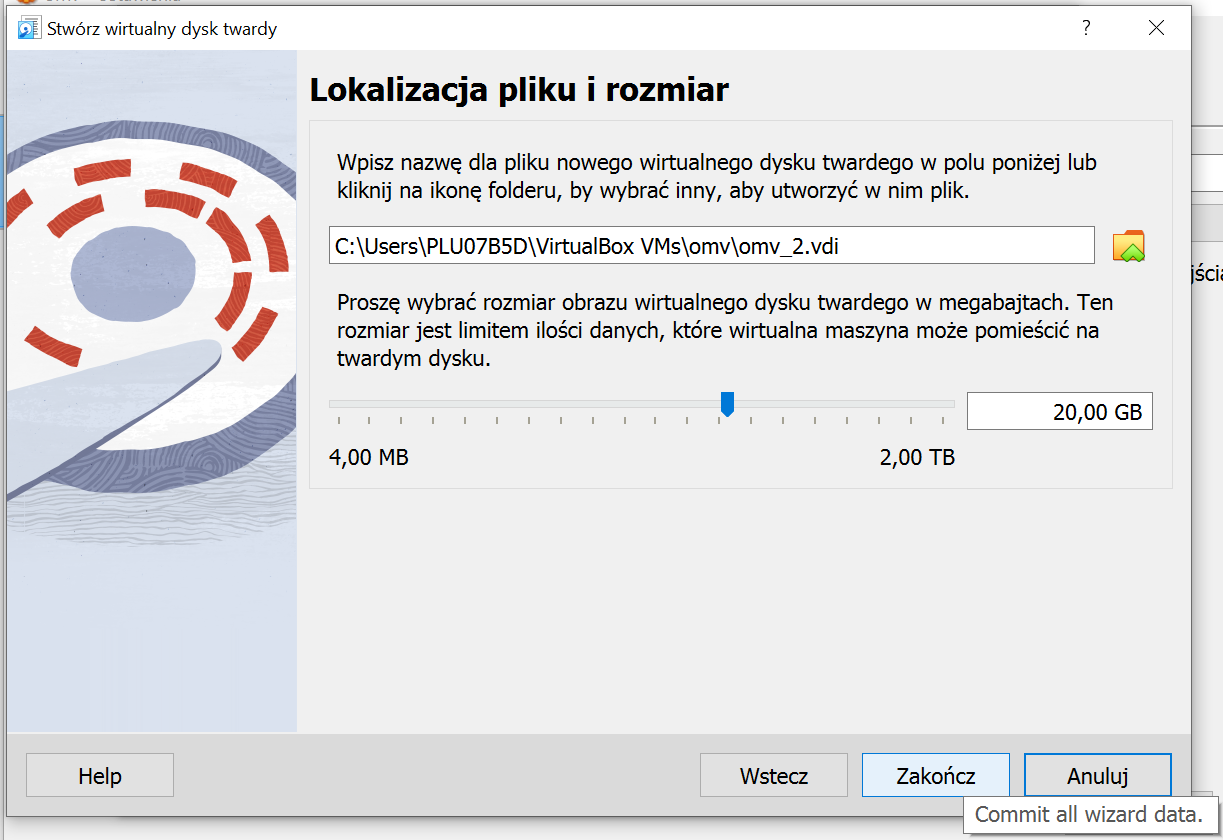 Stwórz wirtualny dysk twardy
?
Lokalizacja pliku i rozmiar
Wpisz nazwę dla pliku nowego wirtualnego dysku twardego w polu poniżej lub
kliknij na ikonę folderu, by wybrać inny, aby utworzyć w nim plik.
C:\Users\PLU07B5D\VirtualBox VMs\omv\omv_2.vdi
Proszę wybrać rozmiar obrazu wirtualnego dysku twardego w megabajtach. Ten
rozmiar jest limitem ilości danych, które wirtualna maszyna może pomieścić na
twardym dysku.
20,00 GB
4,00 MB
2,00 TB
Help
Wstecz
Zakończ
Anuluj
Commit all wizard data.